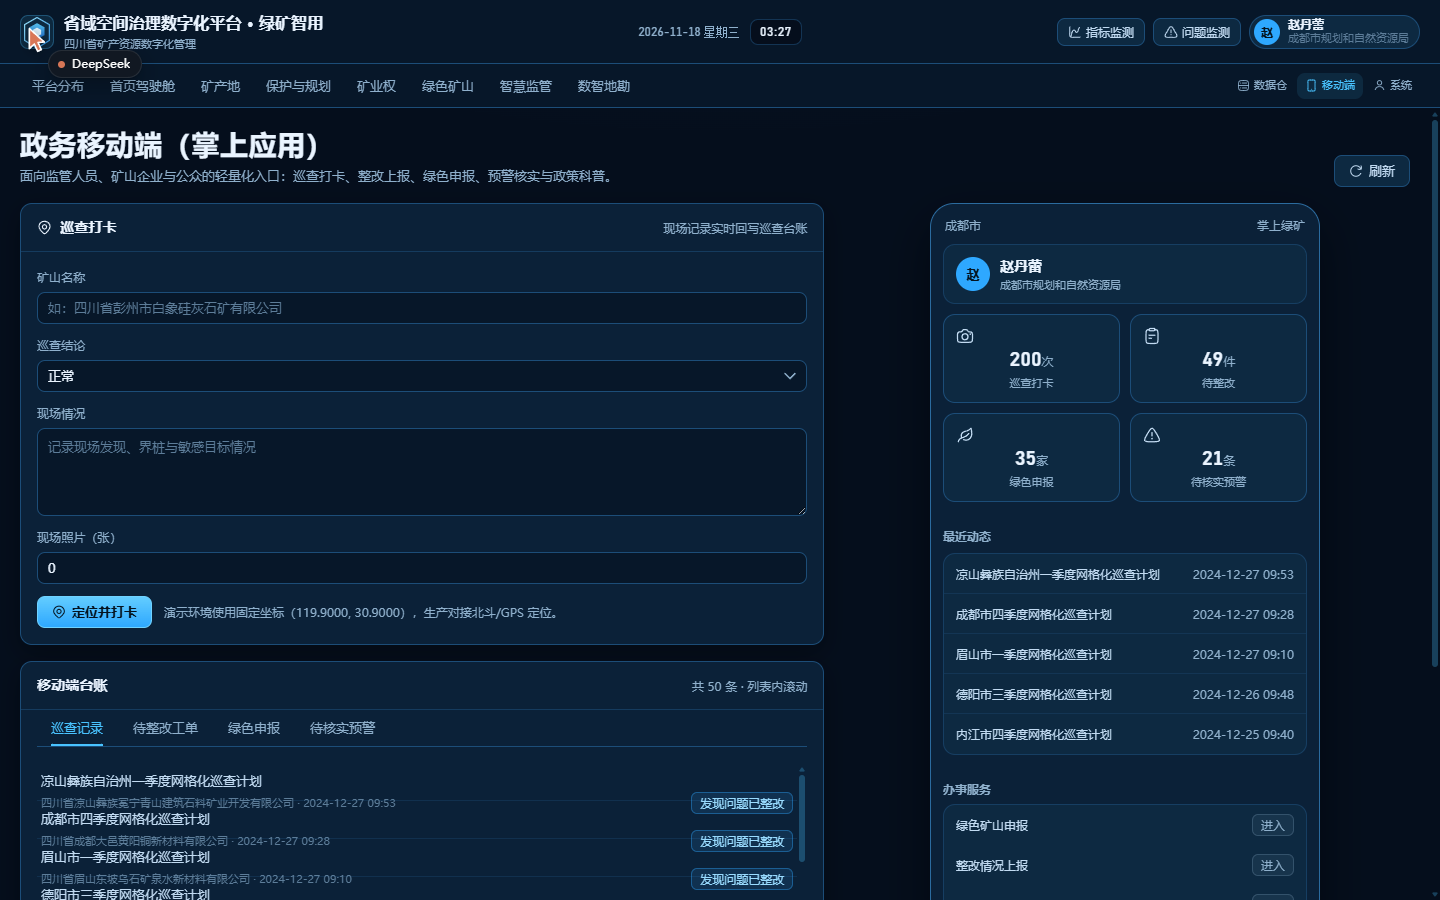 省域空间治理数字化平台 • 绿矿智用
四川省矿产资源数字化管理
2026-11-18 星期三
03:27
指标监测
问题监测
赵
赵丹蕾
成都市规划和自然资源局
DeepSeek
平台分布
首页驾驶舱
矿产地
保护与规划
矿业权
绿色矿山
智慧监管
数智地勘
数据仓
移动端
系统
政务移动端（掌上应用）
面向监管人员、矿山企业与公众的轻量化入口：巡查打卡、整改上报、绿色申报、预警核实与政策科普。
刷新
巡查打卡
现场记录实时回写巡查台账
矿山名称
如：四川省彭州市白象硅灰石矿有限公司
巡查结论
正常
现场情况
记录现场发现、界桩与敏感目标情况
现场照片（张）
0
定位并打卡
演示环境使用固定坐标（119.9000, 30.9000），生产对接北斗/GPS 定位。
移动端台账
共 50 条 · 列表内滚动
巡查记录
待整改工单
绿色申报
待核实预警
凉山彝族自治州一季度网格化巡查计划
四川省凉山彝族冕宁青山建筑石料矿业开发有限公司 · 2024-12-27 09:53
发现问题已整改
成都市四季度网格化巡查计划
四川省成都大邑黄阳铜新材料有限公司 · 2024-12-27 09:28
发现问题已整改
眉山市一季度网格化巡查计划
四川省眉山东坡乌石矿泉水新材料有限公司 · 2024-12-27 09:10
发现问题已整改
德阳市三季度网格化巡查计划
成都市
掌上绿矿
赵
赵丹蕾
成都市规划和自然资源局
200次
巡查打卡
49件
待整改
35家
绿色申报
21条
待核实预警
最近动态
凉山彝族自治州一季度网格化巡查计划
2024-12-27 09:53
成都市四季度网格化巡查计划
2024-12-27 09:28
眉山市一季度网格化巡查计划
2024-12-27 09:10
德阳市三季度网格化巡查计划
2024-12-26 09:48
内江市四季度网格化巡查计划
2024-12-25 09:40
办事服务
绿色矿山申报
进入
整改情况上报
进入